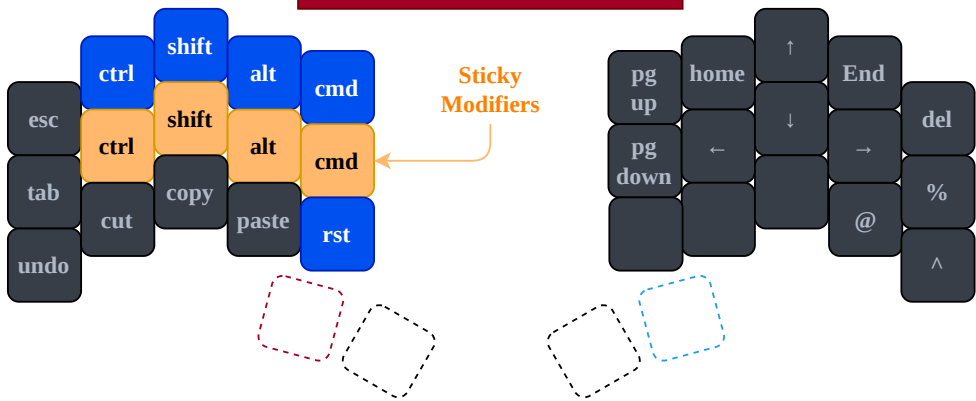 shift
ctrl
alt
cmd
esc
shift
ctrl
alt
cmd
tab
copy
cut
paste
rst
undo
Sticky
Modifiers
↑
pg
up
home
End
↓
del
pg
down
←
→
%
@
^